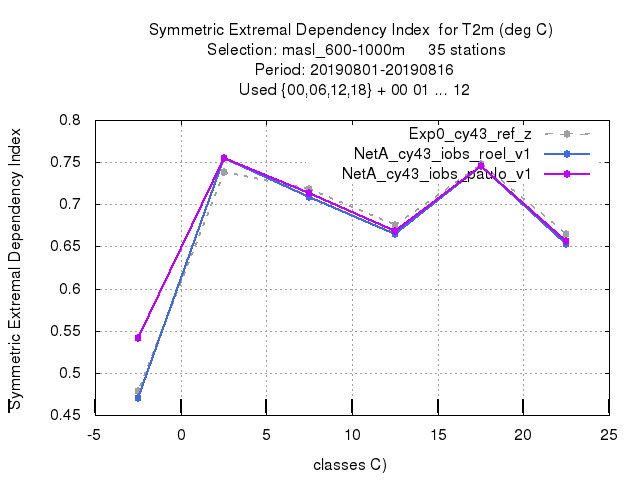 Symmetric Extremal Dependency Index  for T2m (deg C)
Selection: masl_600-1000m     35 stations
Period: 20190801-20190816
Used {00,06,12,18} + 00 01 ... 12
Symmetric Extremal Dependency Index
0.8
0.75
0.7
0.65
0.6
0.55
0.5
0.45
Exp0_cy43_ref_z
NetA_cy43_iobs_roel_v1
NetA_cy43_iobs_paulo_v1
-5 0 5 10 15 20 25
classes C)